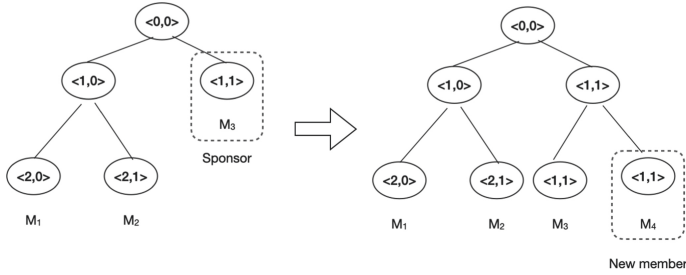 <0,0>
<1,0> <1,1>
M3
Sponsor
<2,0> <2,1>
M1 M2
<0,0>
<1,0> <1,1>
<2,0> <2,1> <1,1> <1,1>
M1 M2 M3 M4
New member